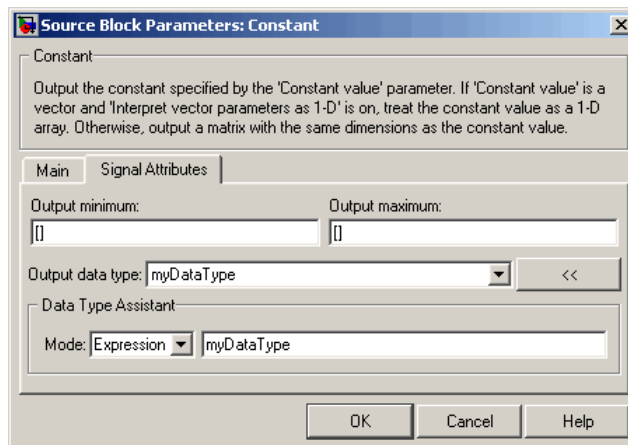 Source Block Parameters: Constant
Constant
Output the constant specified by the 'Constant value' parameter. If 'Constant value' is a
vector and 'Interpret vector parameters as 1-D' is on, treat the constant value as a 1-D
array. Otherwise, output a matrix with the same dimensions as the constant value.
Main Signal Attributes
Output minimum: Output maximum:
[] []
Output data type: myDataType <<
Data Type Assistant
Mode: Expression myDataType
OK Cancel Help